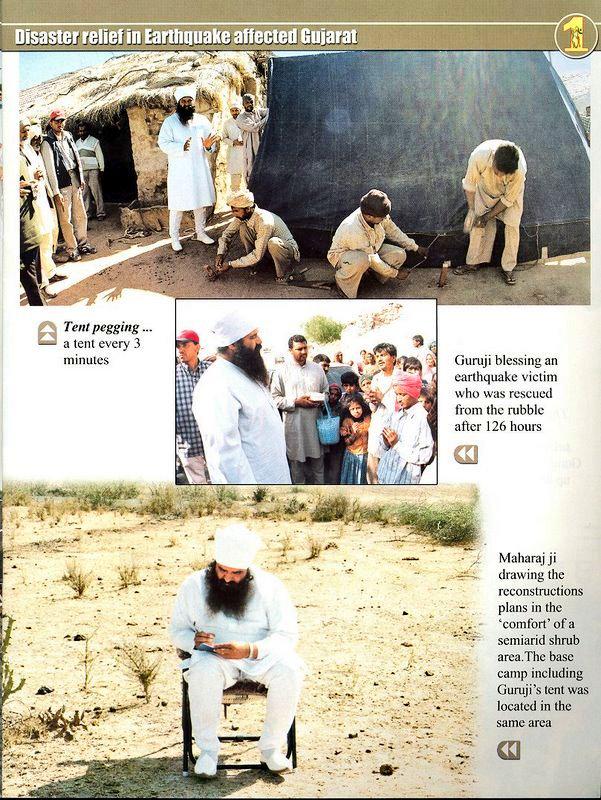 Disaster relief in Earthquake affected Gujarat
1
Tent pegging ...
a tent every 3
minutes
Guruji blessing an
earthquake victim
who was rescued
from the rubble
after 126 hours
Maharaj ji
drawing the
reconstructions
plans in the
‘comfort’ of a
semiarid shrub
area.The base
camp including
Guruji’s tent was
located in the
same area